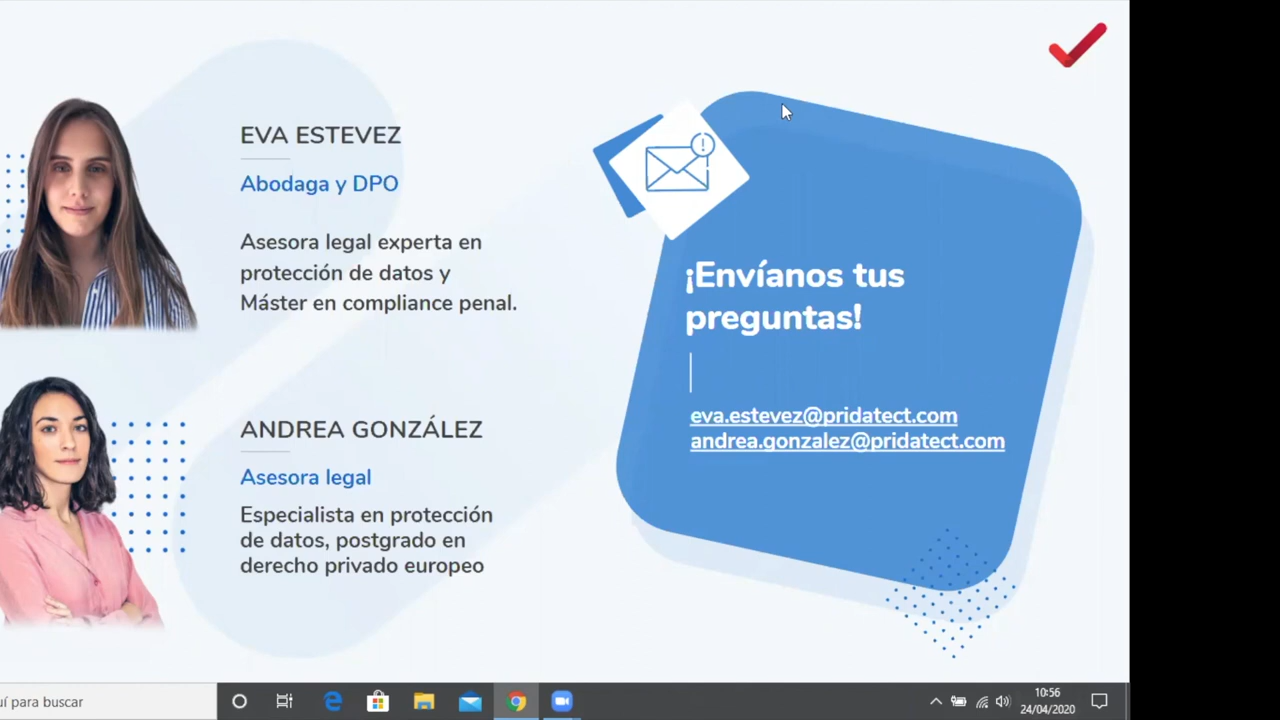 EVA ESTEVEZ
Abodaga y DPO
Asesora legal experta en
protección de datos y
Máster en compliance penal.
ANDREA GONZÁLEZ
Asesora legal
Especialista en protección
de datos, postgrado en
derecho privado europeo
¡Envíanos tus
preguntas!
eva.estevez@pridatect.com
andrea.gonzalez@pridatect.com
uí para buscar
10:56
24/04/2020